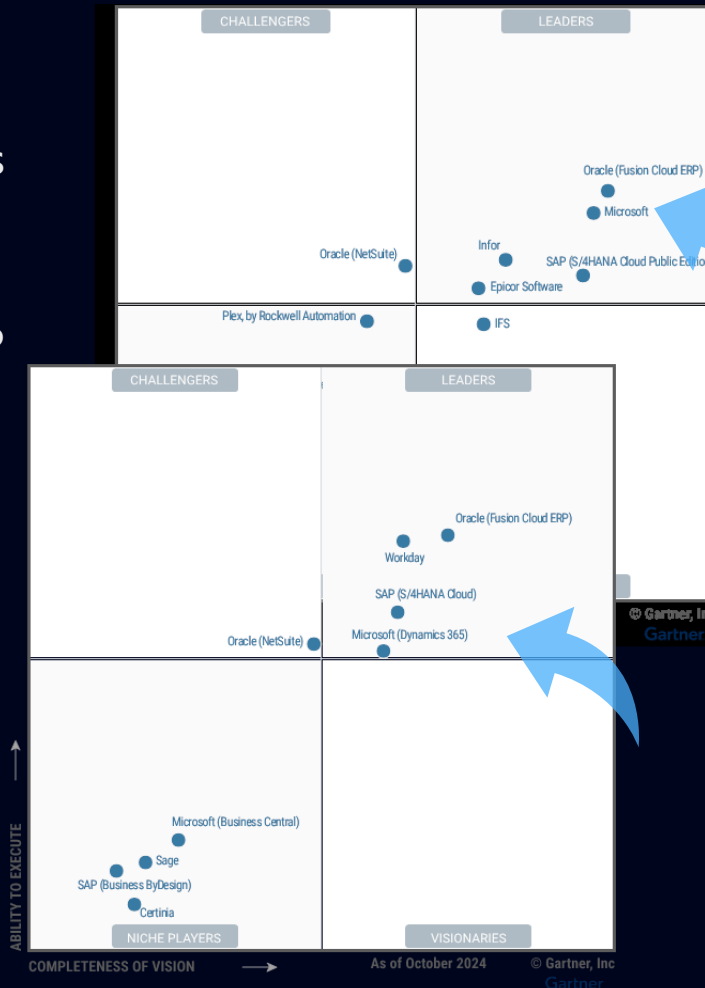 CHALLENGERS
LEADERS
Oracle (Fusion Cloud ERP)
Microsoft
Infor
Oracle (NetSuite)
SAP (S/4HANA Cloud Public Editio
Epicor Software
Plex, by Rockwell Automation
IFS
CHALLENGERS
LEADERS
Oracle (Fusion Cloud ERP)
Workday
SAP (S/4HANA Cloud)
Microsoft (Dynamics 365)
Oracle (NetSuite)
© Gartner, In
Gartner
Microsoft (Business Central)
Sage
SAP (Business ByDesign)
Certinia
NICHE PLAYERS
VISIONARIES
ABILITY TO EXECUTE
COMPLETENESS OF VISION
As of October 2024
© Gartner, Inc
Gartner